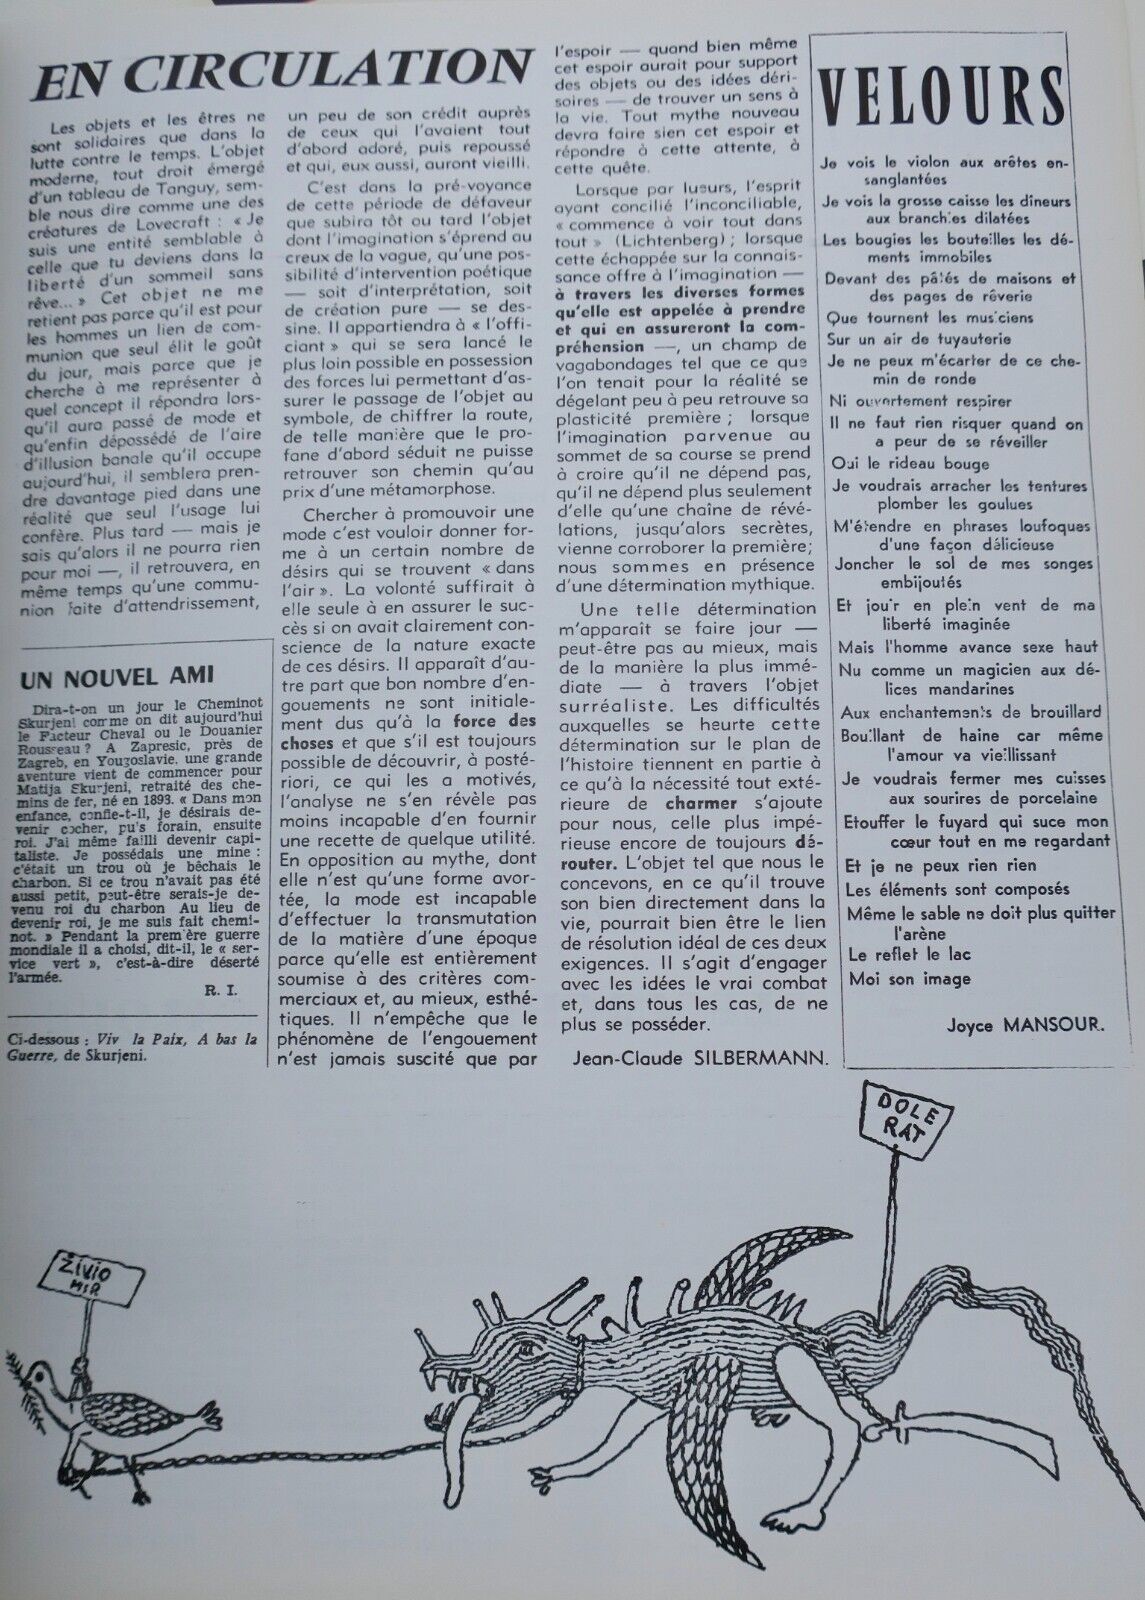 EN CIRCULATION
Les objets et les êtres ne
sont solidaires que dans la
lutte contre le temps. L'objet
moderne, tout droit émergé
d'un tableau de Tanguy, sem-
ble nous dire comme une des
créatures de Lovecraft : « Je
suis une entité semblable à
celle que tu deviens dans la
liberté d'un sommeil sans
rêve... » Cet objet ne me
retient pas parce qu'il est pour
les hommes un lien de com-
munion que seul élit le goût
du jour, mais parce que je
cherche à me représenter à
quel concept il répondra lors-
qu'il aura passé de mode et
qu'enfin dépossédé de l'aire
d'illusion banale qu'il occupe
aujourd'hui, il semblera pren-
dre davantage pied dans une
réalité que seul l'usage lui
confère. Plus tard — mais je
sais qu'alors il ne pourra rien
pour moi —, il retrouvera, en
même temps qu'une commu-
nion faite d'attendrissement,
un peu de son crédit auprès
de ceux qui l'avaient tout
d'abord adoré, puis repoussé
et qui, eux aussi, auront vieilli.
C'est dans la pré-voyance
de cette période de défaveur
que subira tôt ou tard l'objet
dont l'imagination s'éprend au
creux de la vague, qu'une pos-
sibilité d'intervention poétique
— soit d'interprétation, soit
de création pure — se des-
sine. Il appartiendra à « l'offi-
ciant » qui se sera lancé le
plus loin possible en possession
des forces lui permettant d'as-
surer le passage de l'objet au
symbole, de chiffrer la route,
de telle manière que le pro-
fane d'abord séduit ne puisse
retrouver son chemin qu'au
prix d'une métamorphose.
Chercher à promouvoir une
mode c'est vouloir donner for-
me à un certain nombre de
désirs qui se trouvent « dans
l'air ». La volonté suffirait à
elle seule à en assurer le suc-
cès si on avait clairement con-
science de la nature exacte
de ces désirs. Il apparaît d'au-
tre part que bon nombre d'en-
gouements ne sont initiale-
ment dus qu'à la force des
choses et que s'il est toujours
possible de découvrir, à posté-
riori, ce qui les a motivés,
l'analyse ne s'en révèle pas
moins incapable d'en fournir
une recette de quelque utilité.
En opposition au mythe, dont
elle n'est qu'une forme avor-
tée, la mode est incapable
d'effectuer la transmutation
de la matière d'une époque
parce qu'elle est entièrement
soumise à des critères com-
merciaux et, au mieux, esthé-
tiques. Il n'empêche que le
phénomène de l'engouement
n'est jamais suscité que par
l'espoir — quand bien même
cet espoir aurait pour support
des objets ou des idées déri-
soires — de trouver un sens à
la vie. Tout mythe nouveau
devra faire sien cet espoir et
répondre à cette attente, à
cette quête.
Lorsque par lueurs, l'esprit
ayant concilié l'inconciliable,
« commence à voir tout dans
tout » (Lichtenberg) ; lorsque
cette échappée sur la connais-
sance offre à l'imagination —
à travers les diverses formes
qu'elle est appelée à prendre
et qui en assureront la com-
préhension —, un champ de
vagabondages tel que ce que
l'on tenait pour la réalité se
dégelant peu à peu retrouve sa
plasticité première ; lorsque
l'imagination parvenue au
sommet de sa course se prend
à croire qu'il ne dépend pas,
qu'il ne dépend plus seulement
d'elle qu'une chaîne de révé-
lations, jusqu'alors secrètes,
vienne corroborer la première;
nous sommes en présence
d'une détermination mythique.
Une telle détermination
m'apparaît se faire jour —
peut-être pas au mieux, mais
de la manière la plus immé-
diate — à travers l'objet
surréaliste. Les difficultés
auxquelles se heurte cette
détermination sur le plan de
l'histoire tiennent en partie à
ce qu'à la nécessité tout exté-
rieure de charmer s'ajoute
pour nous, celle plus impé-
rieuse encore de toujours dé-
router. L'objet tel que nous le
concevons, en ce qu'il trouve
son bien directement dans la
vie, pourrait bien être le lien
de résolution idéal de ces deux
exigences. Il s'agit d'engager
avec les idées le vrai combat
et, dans tous les cas, de ne
plus se posséder.
Jean-Claude SILBERMANN.
UN NOUVEL AMI
Dira-t-on un jour le Cheminot
Skurjeni comme on dit aujourd'hui
le Facteur Cheval ou le Douanier
Rousseau ? A Zapresic, près de
Zagreb, en Yougoslavie, une grande
aventure vient de commencer pour
Matija Skurjeni, retraité des che-
mins de fer, né en 1893. « Dans mon
enfance, confie-t-il, je désirais de-
venir cocher, puis forain, ensuite
roi. J'ai même failli devenir capi-
taliste. Je possédais une mine :
c'était un trou où je bêchais le
charbon. Si ce trou n'avait pas été
aussi petit, peut-être serais-je de-
venu roi du charbon Au lieu de
devenir roi, je me suis fait chemi-
not. » Pendant la première guerre
mondiale il a choisi, dit-il, le « ser-
vice vert », c'est-à-dire déserté
l'armée.
R. I.
Ci-dessous : Viv la Paix, A bas la
Guerre, de Skurjeni.
VELOURS
Je vois le violon aux arêtes en-
sanglantées
Je vois la grosse caisse les dîneurs
aux branches dilatées
Les bougies les bouteilles les dé-
ments immobiles
Devant des pâtés de maisons et
des pages de rêverie
Que tournent les musiciens
Sur un air de tuyauterie
Je ne peux m'écarter de ce che-
min de ronde
Ni ouvertement respirer
Il ne faut rien risquer quand on
a peur de se réveiller
Oui le rideau bouge
Je voudrais arracher les tentures
plomber les goulues
M'étendre en phrases loufoques
d'une façon délicieuse
Joncher le sol de mes songes
embijoutés
Et jouir en plein vent de ma
liberté imaginée
Mais l'homme avance sexe haut
Nu comme un magicien aux dé-
lices mandarines
Aux enchantements de brouillard
Bouillant de haine car même
l'amour va vieillissant
Je voudrais fermer mes cuisses
aux sourires de porcelaine
Etouffer le fuyard qui suce mon
cœur tout en me regardant
Et je ne peux rien rien
Les éléments sont composés
Même le sable ne doit plus quitter
l'arène
Le reflet le lac
Moi son image
Joyce MANSOUR.
ŽIVIO
MIR
DOLE
RAT